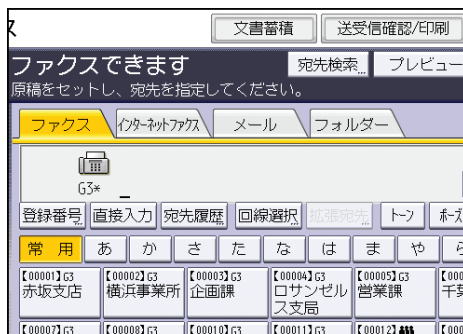 文書蓄積 送受信確認/印刷
ファクスできます 宛先検索 プレビュー
原稿をセットし、宛先を指定してください。
ファクス インターネットファクス メール フォルダー
G3* _
登録番号 直接入力 宛先履歴 回線選択 拡張宛先 トーン
常用 あ か さ た な は ま や
【00001】G3 【00002】G3 【00003】G3 【00004】G3 【00005】G3
赤坂支店 横浜事業所 企画課 ロサンゼル 営業課
ス支局
【00007】G3 【00008】G3 【00010】G3 【00011】G3 【00012】